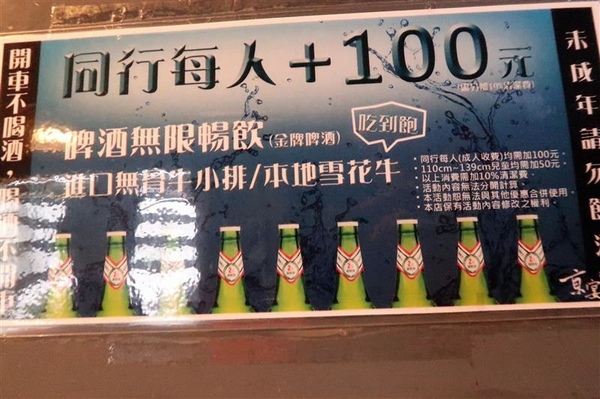 同行每人+100元
(需另加10%清潔費)
啤酒無限暢飲(金牌啤酒)
吃到飽
進口無骨牛小排/本地雪花牛
・同行每人(成人收費)均需加100元,
110cm~139cm兒童均需加50元。
・以上消費需加10%清潔費。
・活動內容無法分開計算。
・本活動恕無法與其他優惠合併使用。
・本店保有活動內容修改之權利。
開車不喝酒,
未成年請勿飲酒
京宴